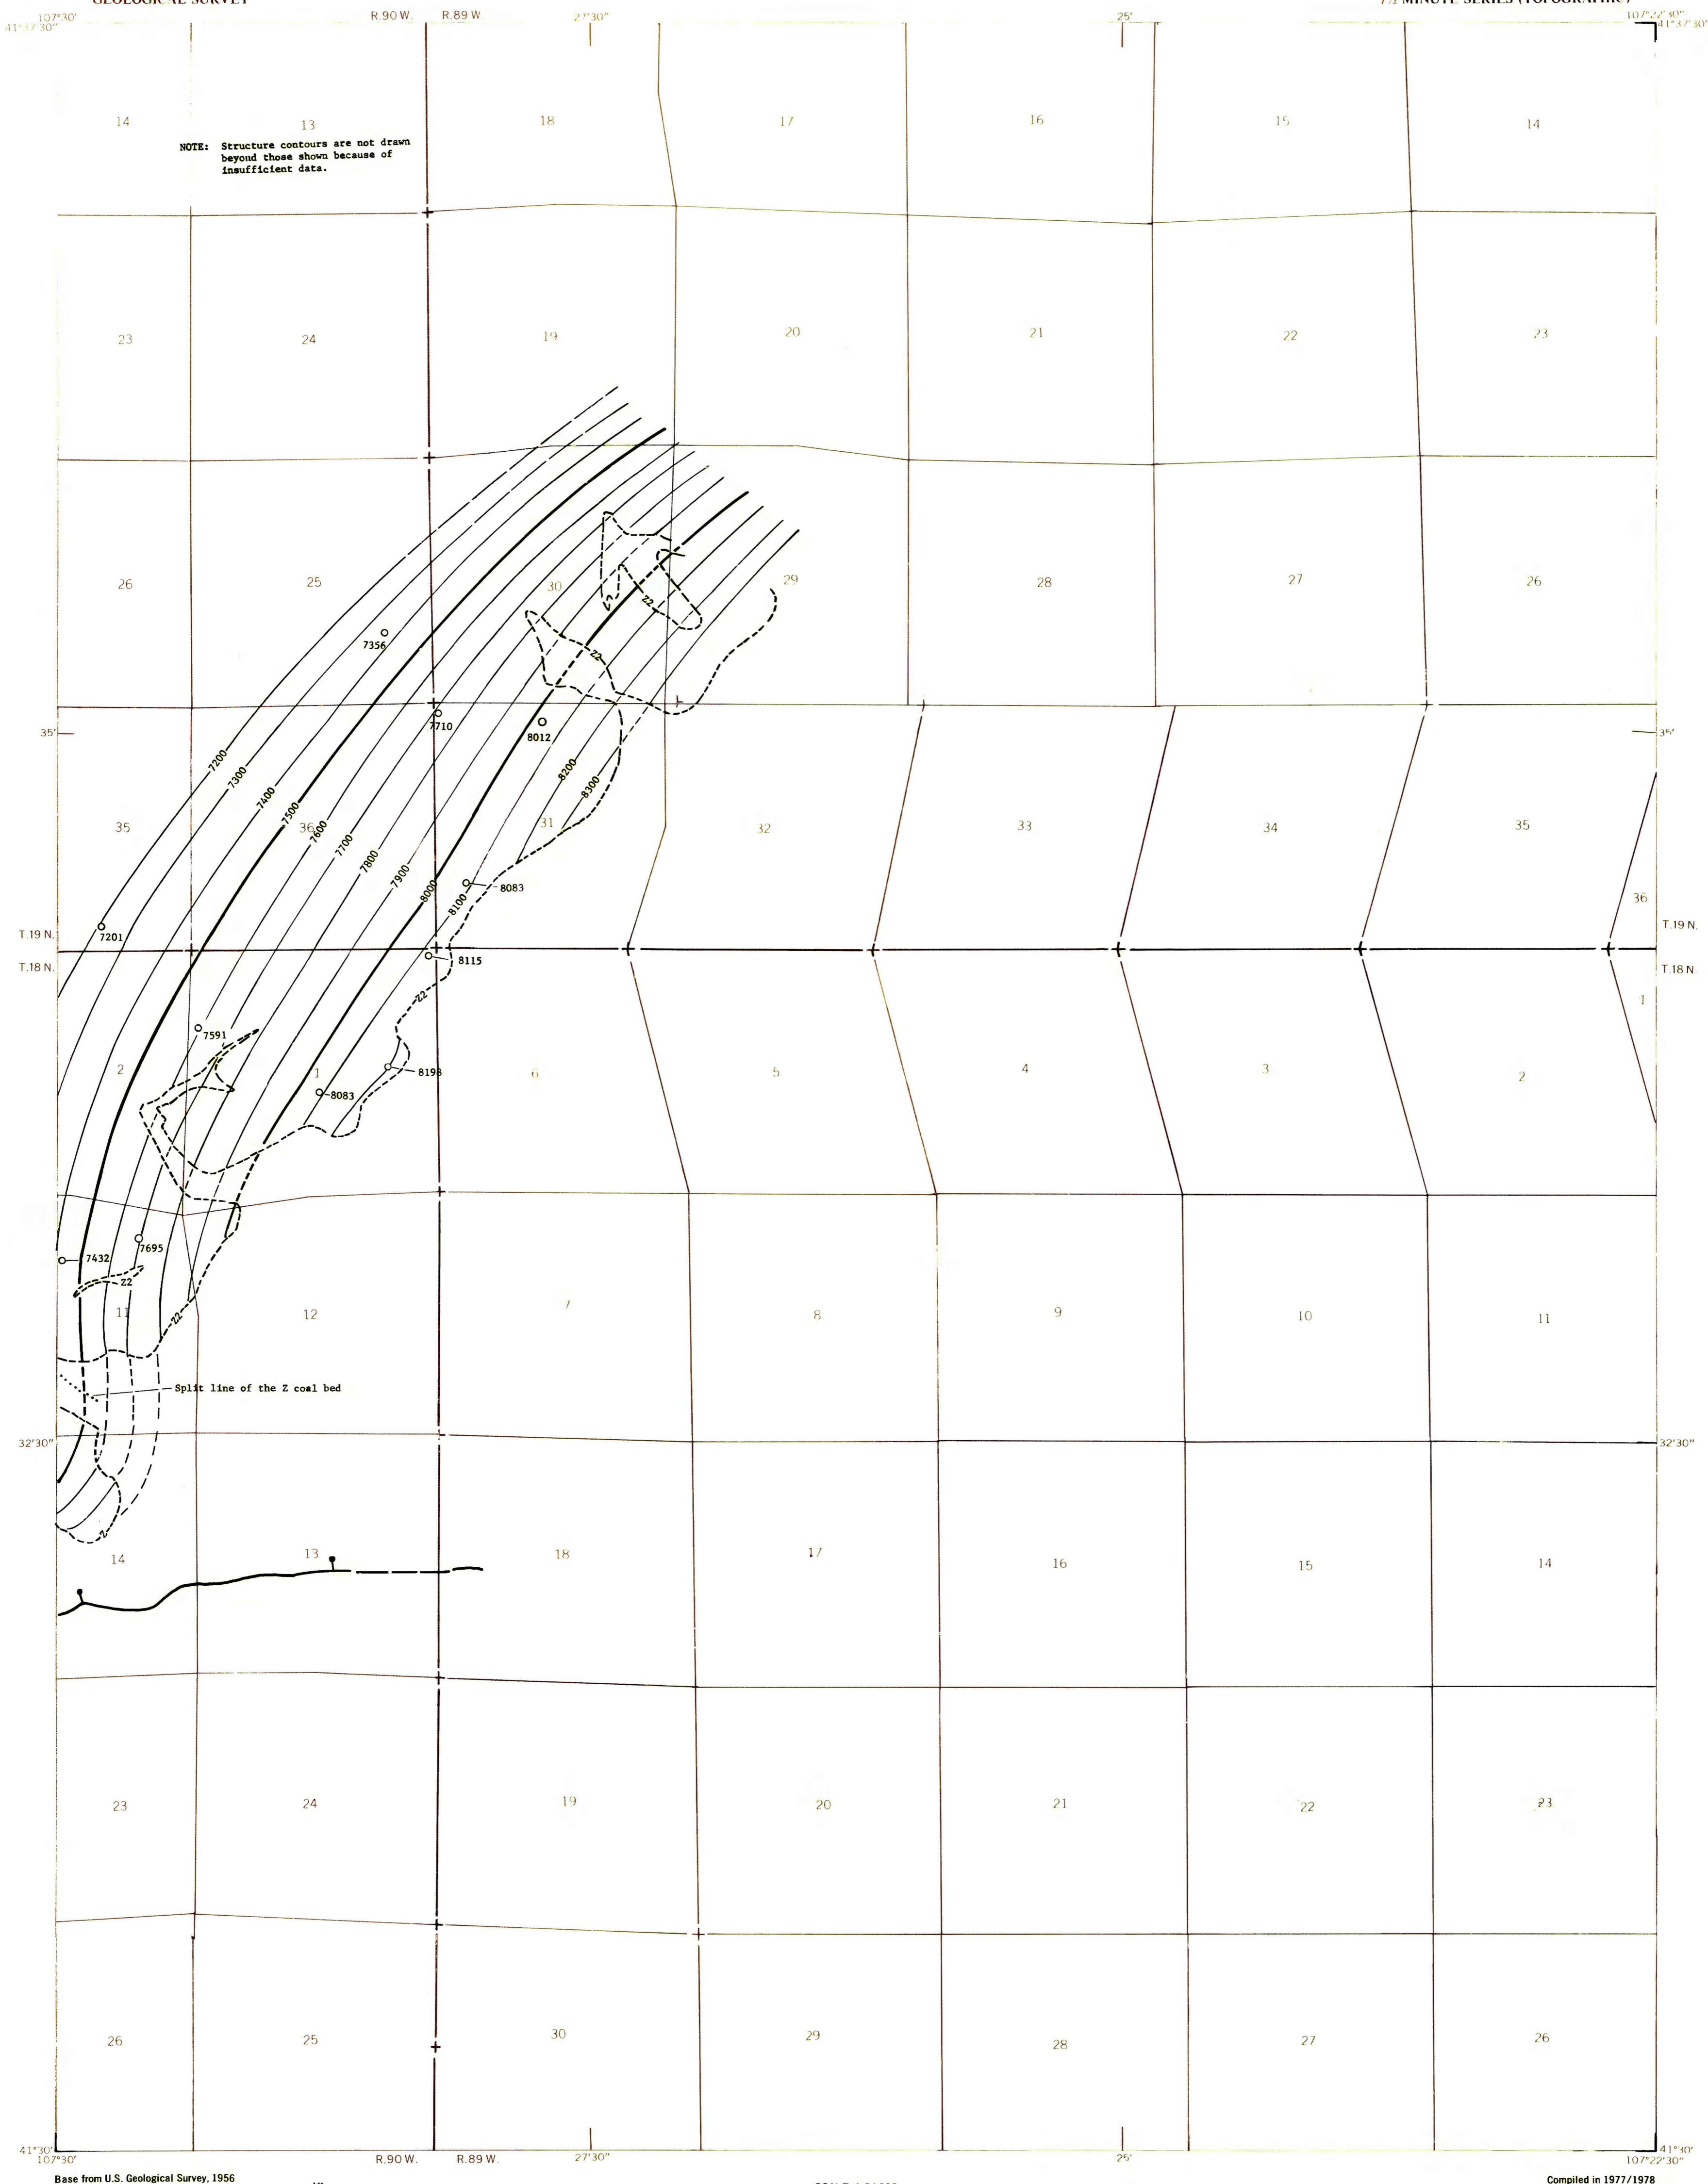 GEOLOGICAL SURVEY
7½ MINUTE SERIES (TOPOGRAPHIC)
107°30' R.90 W. R.89 W. 27'30" 25' 107°22'30"
41°37'30" 41°37'30"
14 13 18 17 16 15 14
NOTE: Structure contours are not drawn
beyond those shown because of
insufficient data.
23 24 19 20 21 22 23
26 25 30 29 28 27 26
Z2
7356
Z2
7710
8012
35' 35'
7200
7300
7400
7500
7600
7700
7800
7900
8000
8100
8200
8300
35 36 31 32 33 34 35
8083
36
7201
T.19 N. T.19 N.
8115
T.18 N. T.18 N.
Z2
1
7591
2 1 6 5 4 3 2
8198
8083
7432
7695
Z2
Z2
11 12 7 8 9 10 11
Split line of the Z coal bed
32'30" 32'30"
Z
14 13 18 17 16 15 14
23 24 19 20 21 22 23
26 25 30 29 28 27 26
41°30' 41°30'
107°30' R.90 W. R.89 W. 27'30" 25' 107°22'30"
Base from U.S. Geological Survey, 1956
Compiled in 1977/1978